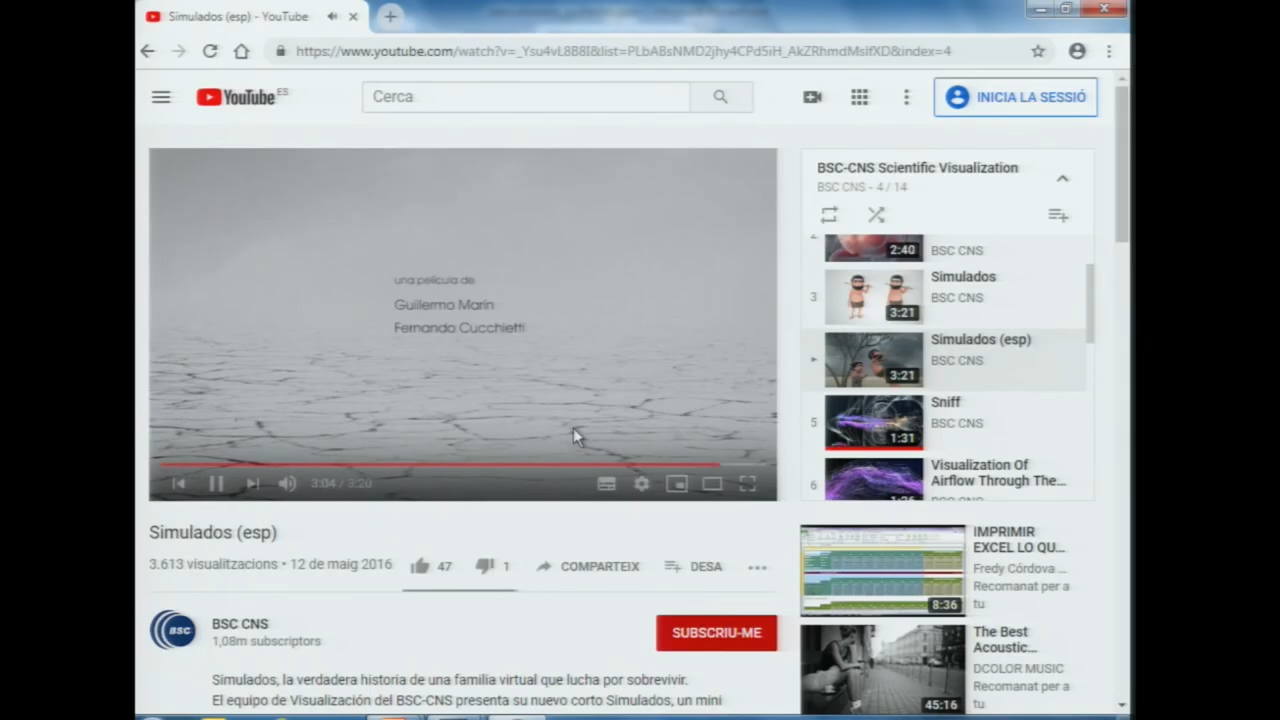 Simulados (esp) - YouTube
https://www.youtube.com/watch?v=_Ysu4vL8B8I&list=PLbABsNMD2jhy4CPd5iH_AkZRhmdMsIfXD&index=4
YouTube ES
Cerca
INICIA LA SESSIÓ
una película de
Guillermo Marín
Fernando Cucchietti
3:04 / 3:20
Simulados (esp)
3.613 visualitzacions • 12 de maig 2016
47
1
COMPARTEIX
DESA
BSC
BSC CNS
1,08m subscriptors
SUBSCRIU-ME
Simulados, la verdadera historia de una familia virtual que lucha por sobrevivir.
El equipo de Visualización del BSC-CNS presenta su nuevo corto Simulados, un mini
BSC-CNS Scientific Visualization
BSC CNS - 4 / 14
2:40
BSC CNS
3
Simulados
BSC CNS
3:21
Simulados (esp)
BSC CNS
3:21
5
Sniff
BSC CNS
1:31
6
Visualization Of
Airflow Through The...
IMPRIMIR
EXCEL LO QU...
Fredy Córdova ...
Recomanat per a
tu
8:36
The Best
Acoustic...
DCOLOR MUSIC
Recomanat per a
tu
45:16